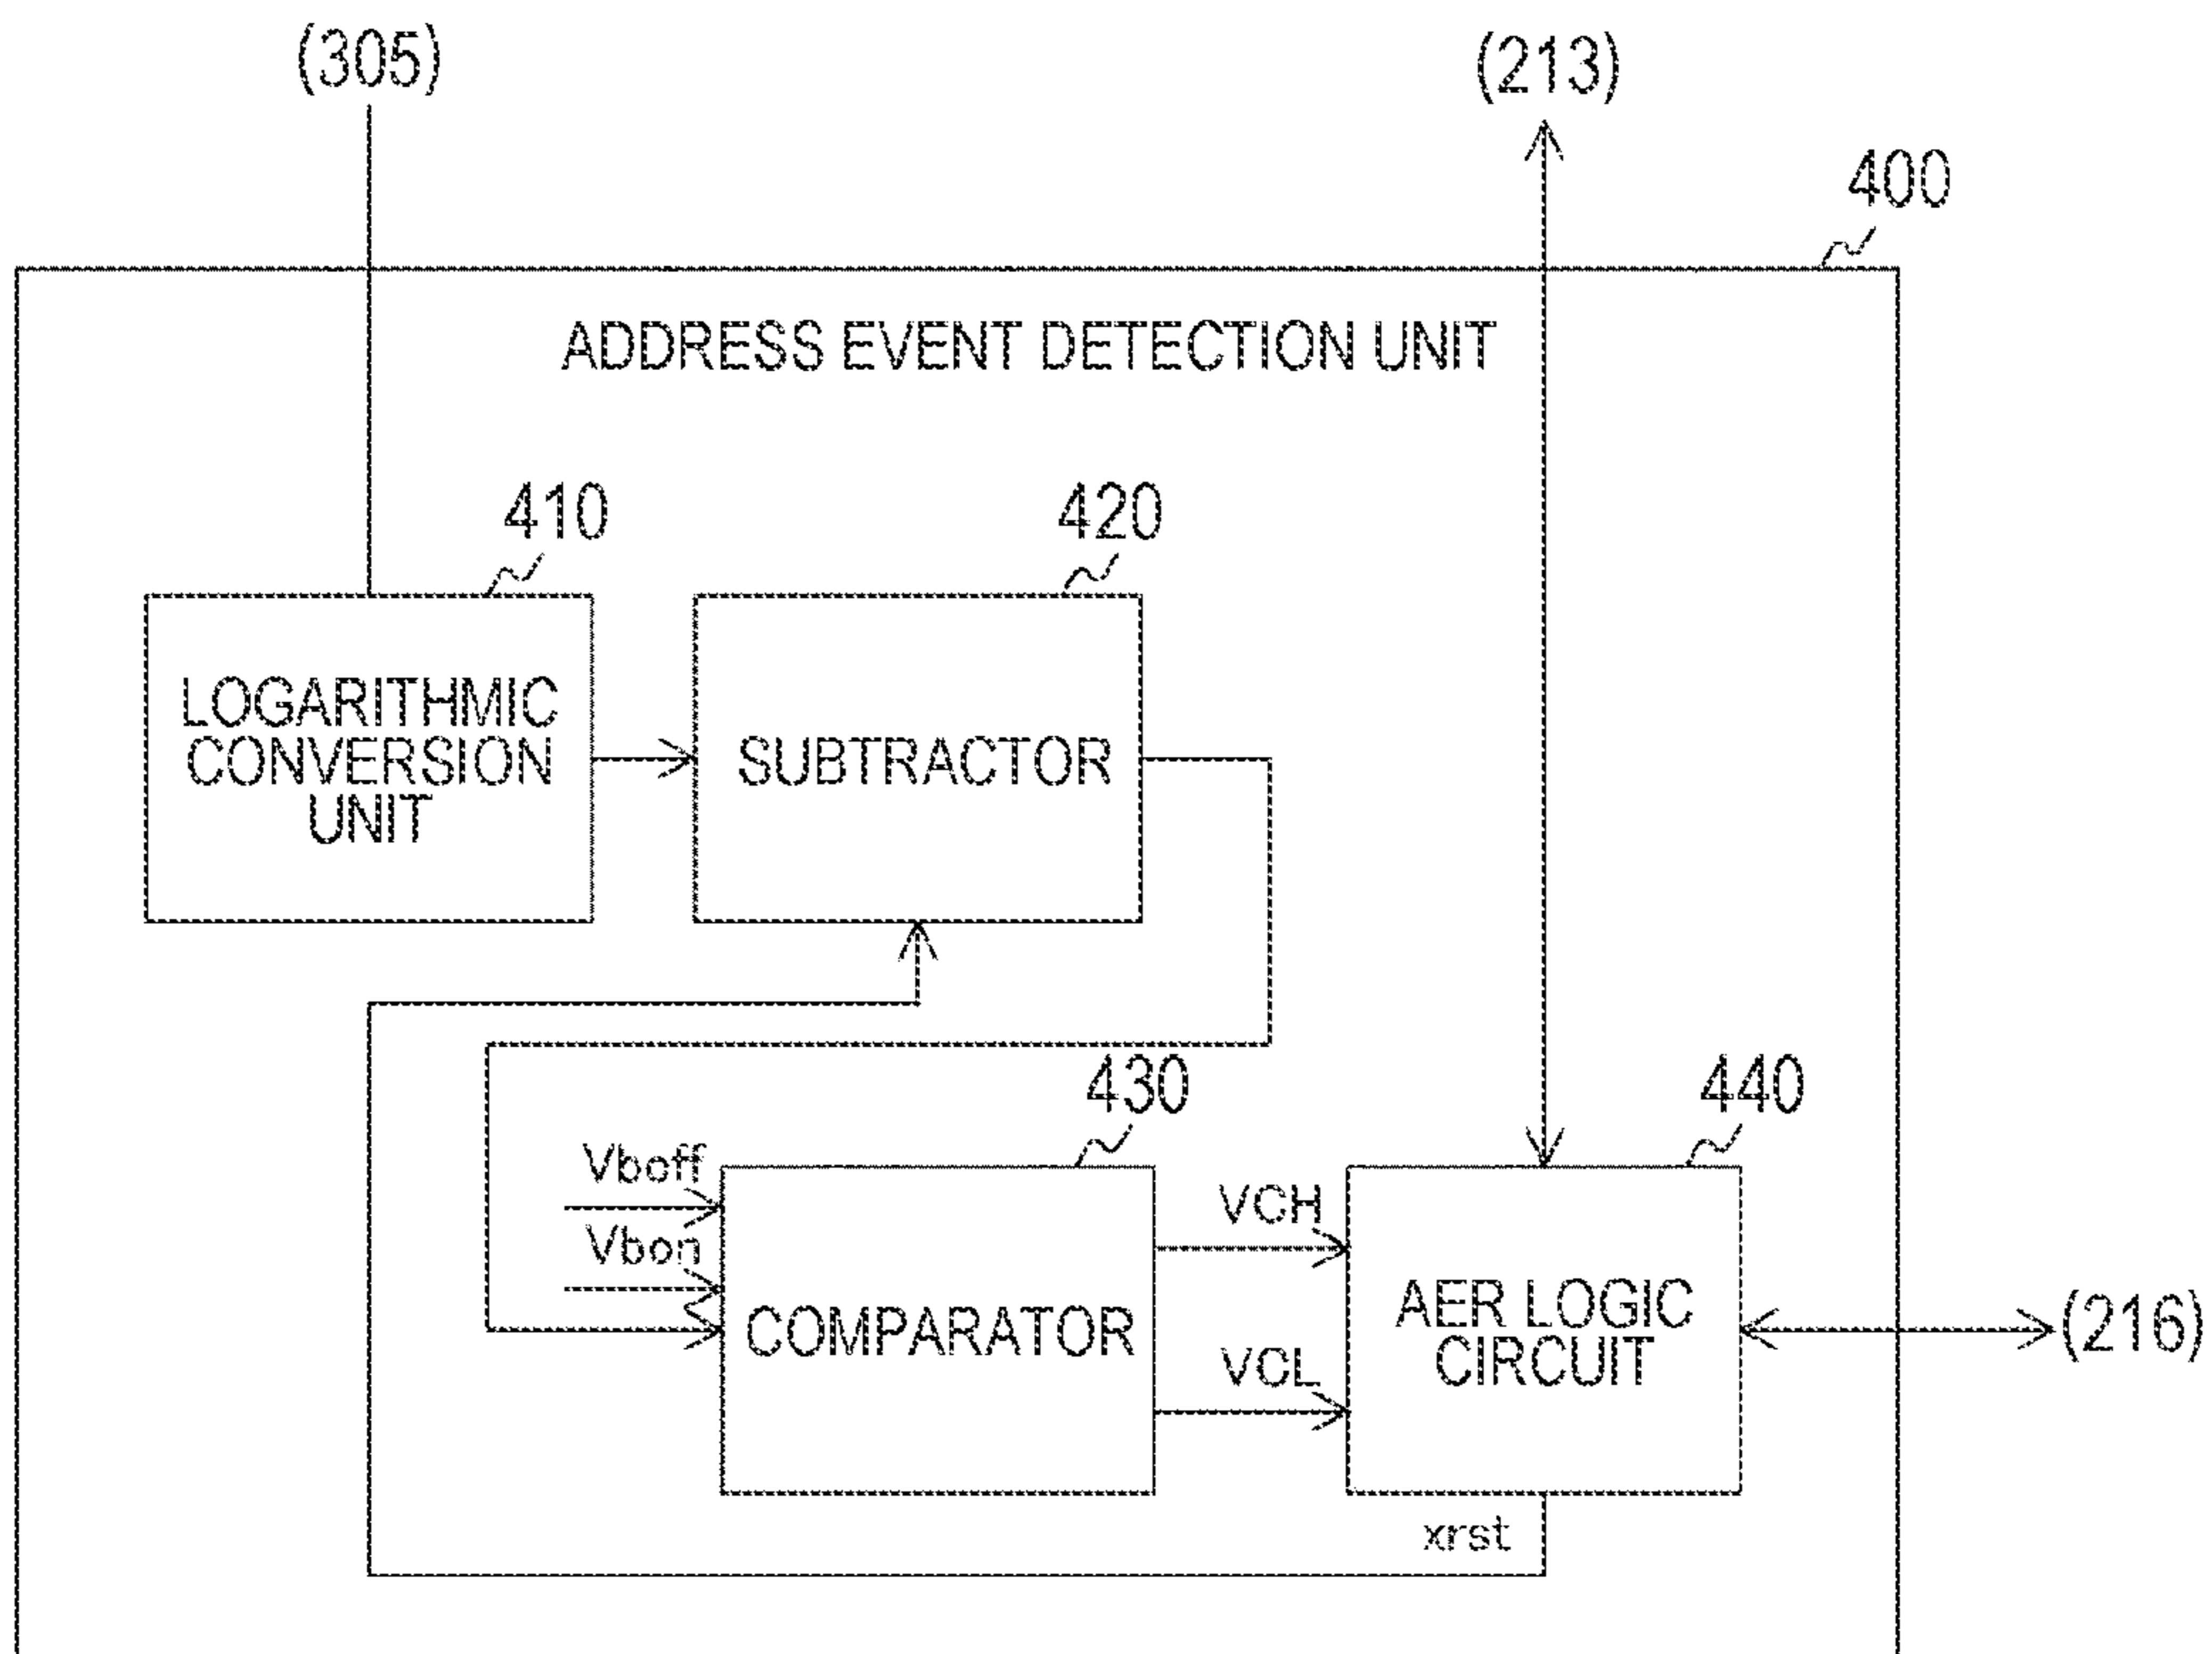 (305)
(213)
400
ADDRESS EVENT DETECTION UNIT
410
420
LOGARITHMIC
CONVERSION
UNIT
SUBTRACTOR
430
440
Vboff
Vbon
COMPARATOR
VCH
VCL
AER LOGIC
CIRCUIT
(216)
xrst